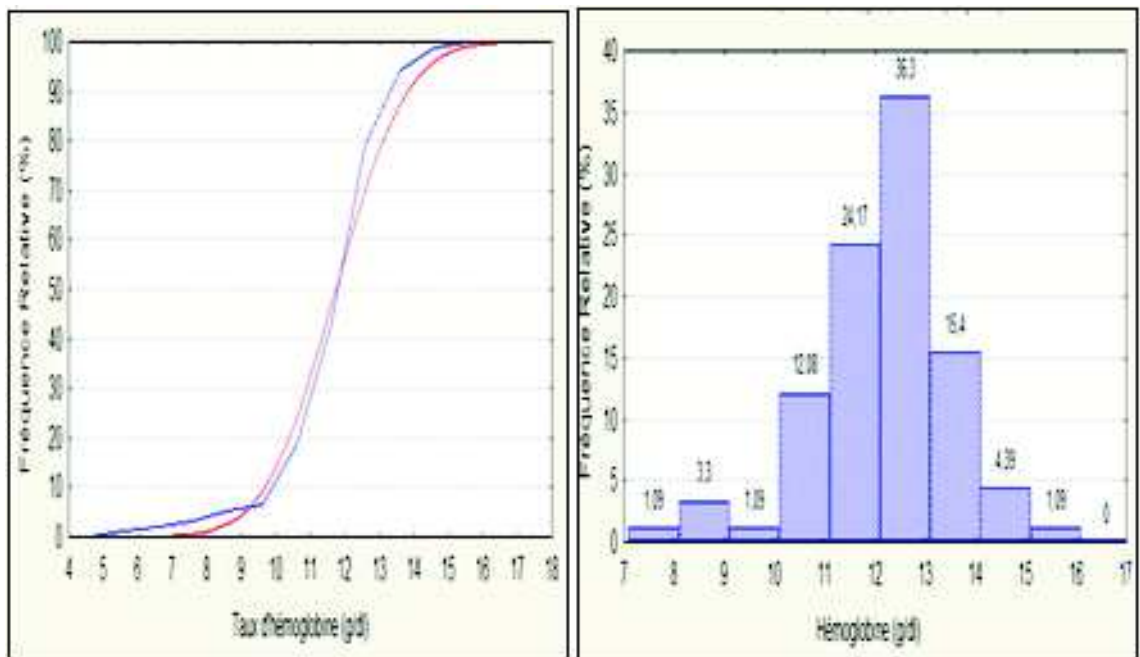 Fréquence Relative (%)
100
90
80
70
60
50
40
30
20
10
0
4 5 6 7 8 9 10 11 12 13 14 15 16 17 18
Taux d'hémoglobine (g/dl)
Fréquence Relative (%)
40
35
30
25
20
15
10
5
0
1,09 3,3 1,09 12,08 24,17 36,3 15,4 1,09 0
7 8 9 10 11 12 13 14 15 16 17
Hémoglobine (g/dl)